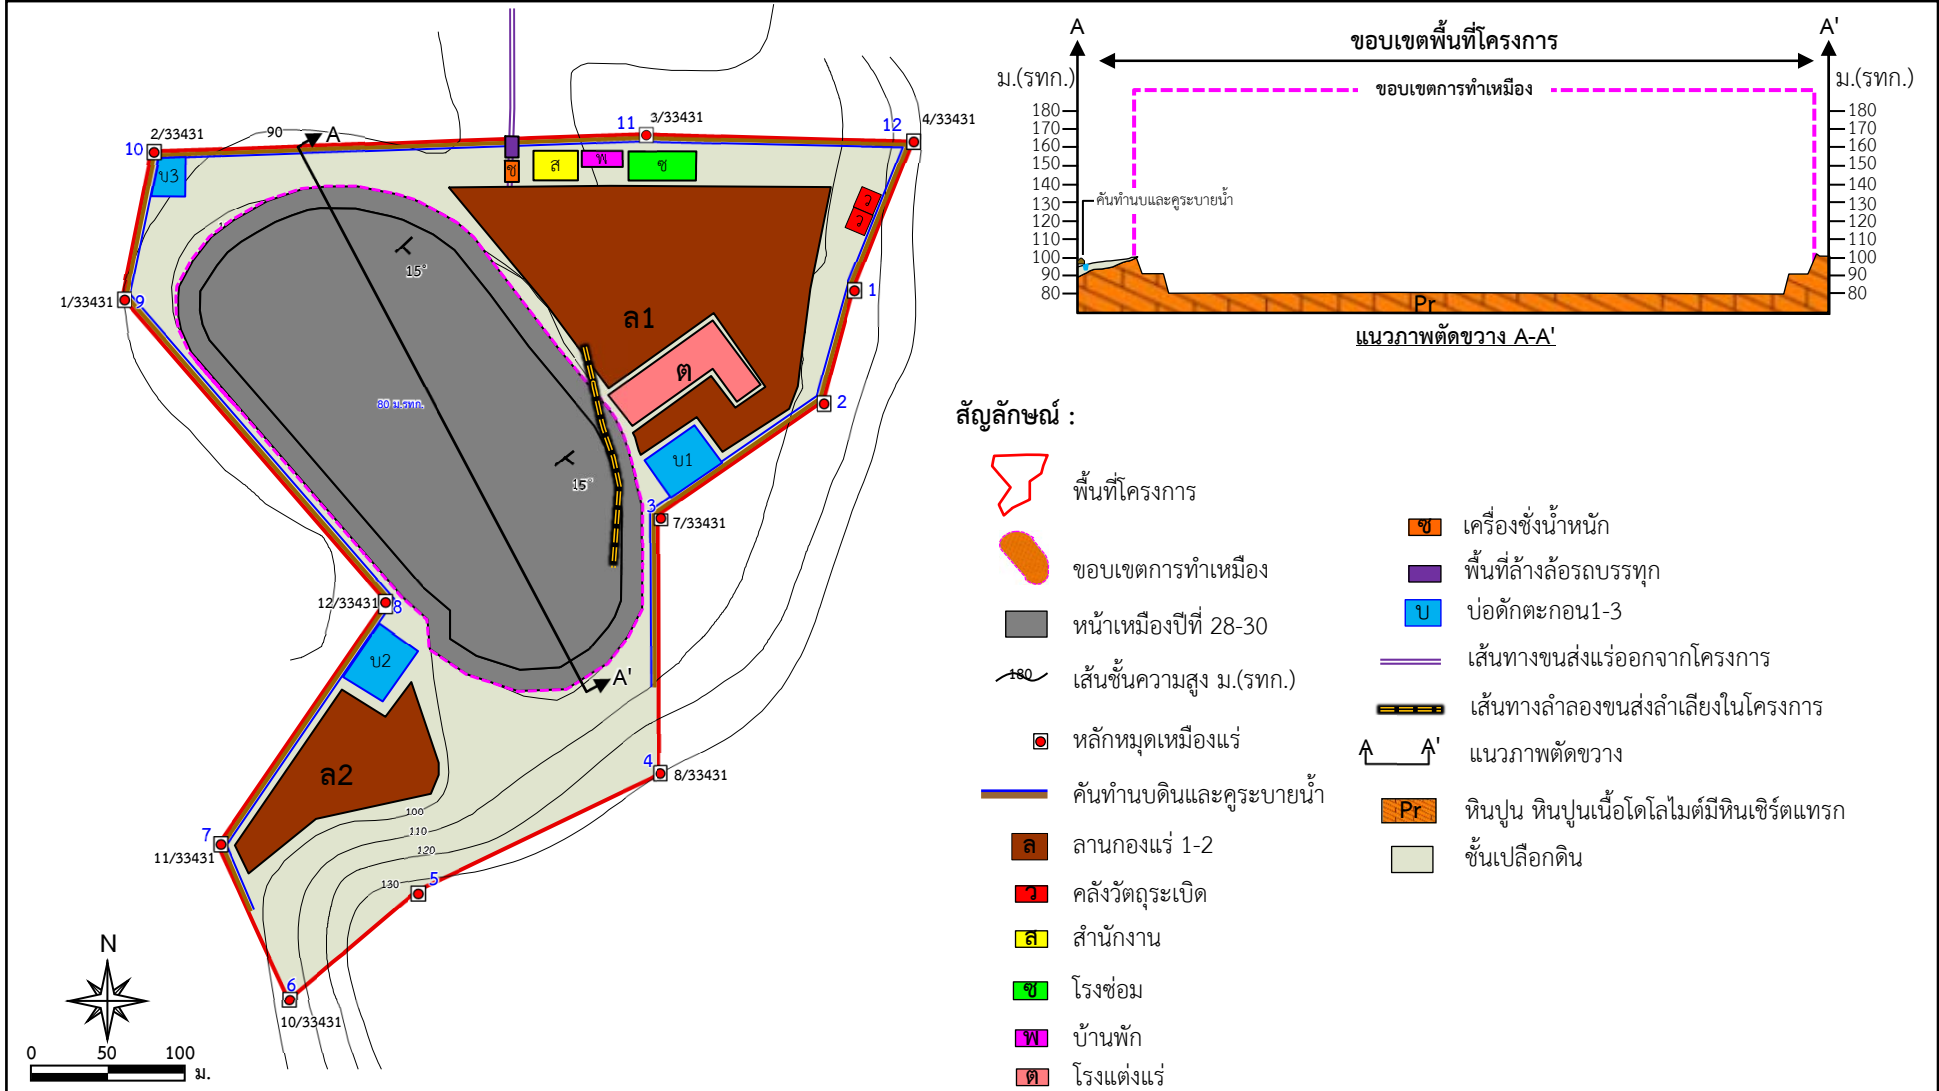 2/33431
90
A
11
3/33431
12
4/33431
10
บ3
ช
ส
พ
ซ
ว
ว
15°
1/33431
9
1
ล1
ต
80 ม.รทก.
2
บ1
15°
3
7/33431
12/33431
8
บ2
A'
4
8/33431
ล2
100
110
120
130
5
7
11/33431
6
10/33431
N
0 50 100
ม.
A A'
ขอบเขตพื้นที่โครงการ
ม.(รทก.) ม.(รทก.)
ขอบเขตการทำเหมือง
180 180
170 170
160 160
150 150
140 140
130 130
120 120
110 110
100 100
90 90
80 80
คันทำนบและคูระบายน้ำ
Pr
แนวภาพตัดขวาง A-A'
สัญลักษณ์ :
พื้นที่โครงการ
ขอบเขตการทำเหมือง
หน้าเหมืองปีที่ 28-30
180 เส้นชั้นความสูง ม.(รทก.)
หลักหมุดเหมืองแร่
คันทำนบดินและคูระบายน้ำ
ล ลานกองแร่ 1-2
ว คลังวัตถุระเบิด
ส สำนักงาน
ซ โรงซ่อม
พ บ้านพัก
ต โรงแต่งแร่
ช เครื่องชั่งน้ำหนัก
พื้นที่ล้างล้อรถบรรทุก
บ บ่อดักตะกอน1-3
เส้นทางขนส่งแร่ออกจากโครงการ
เส้นทางลำลองขนส่งลำเลียงในโครงการ
A A' แนวภาพตัดขวาง
Pr หินปูน หินปูนเนื้อโดโลไมต์มีหินเชิร์ตแทรก
ชั้นเปลือกดิน